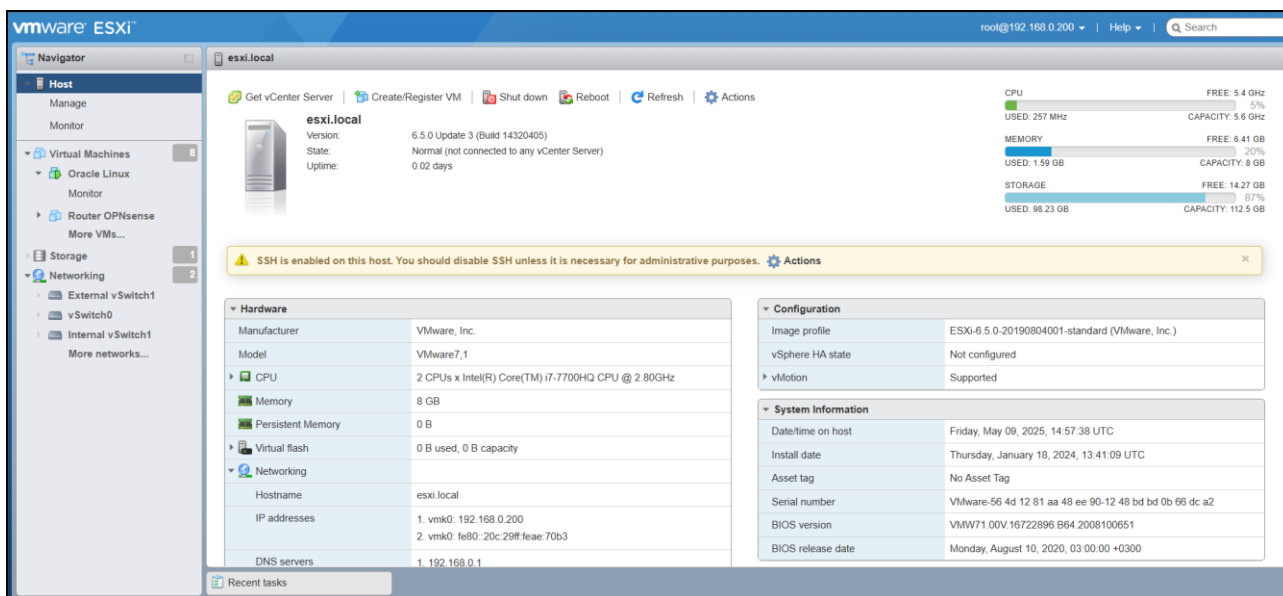 vmware ESXi™
root@192.168.0.200 | Help | Search
Navigator
Host
Manage
Monitor
Virtual Machines 8
Oracle Linux
Monitor
Router OPNsense
More VMs...
Storage 1
Networking 2
External vSwitch1
vSwitch0
Internal vSwitch1
More networks...
esxi.local
Get vCenter Server | Create/Register VM | Shut down Reboot | Refresh | Actions
esxi.local
Version: 6.5.0 Update 3 (Build 14320405)
State: Normal (not connected to any vCenter Server)
Uptime: 0.02 days
CPU FREE: 5.4 GHz
5%
USED: 257 MHz CAPACITY: 5.6 GHz
MEMORY FREE: 6.41 GB
20%
USED: 1.59 GB CAPACITY: 8 GB
STORAGE FREE: 14.27 GB
87%
USED: 98.23 GB CAPACITY: 112.5 GB
SSH is enabled on this host. You should disable SSH unless it is necessary for administrative purposes. Actions
Hardware
Manufacturer VMware, Inc.
Model VMware7,1
CPU 2 CPUs x Intel(R) Core(TM) i7-7700HQ CPU @ 2.80GHz
Memory 8 GB
Persistent Memory 0 B
Virtual flash 0 B used, 0 B capacity
Networking
Hostname esxi.local
IP addresses 1. vmk0: 192.168.0.200
2. vmk0: fe80::20c:29ff:feae:70b3
DNS servers 1. 192.168.0.1
Configuration
Image profile ESXi-6.5.0-20190804001-standard (VMware, Inc.)
vSphere HA state Not configured
vMotion Supported
System Information
Date/time on host Friday, May 09, 2025, 14:57:38 UTC
Install date Thursday, January 18, 2024, 13:41:09 UTC
Asset tag No Asset Tag
Serial number VMware-56 4d 12 81 aa 48 ee 90-12 48 bd bd 0b 66 dc a2
BIOS version VMW71.00V.16722896.B64.2008100651
BIOS release date Monday, August 10, 2020, 03:00:00 +0300
Recent tasks